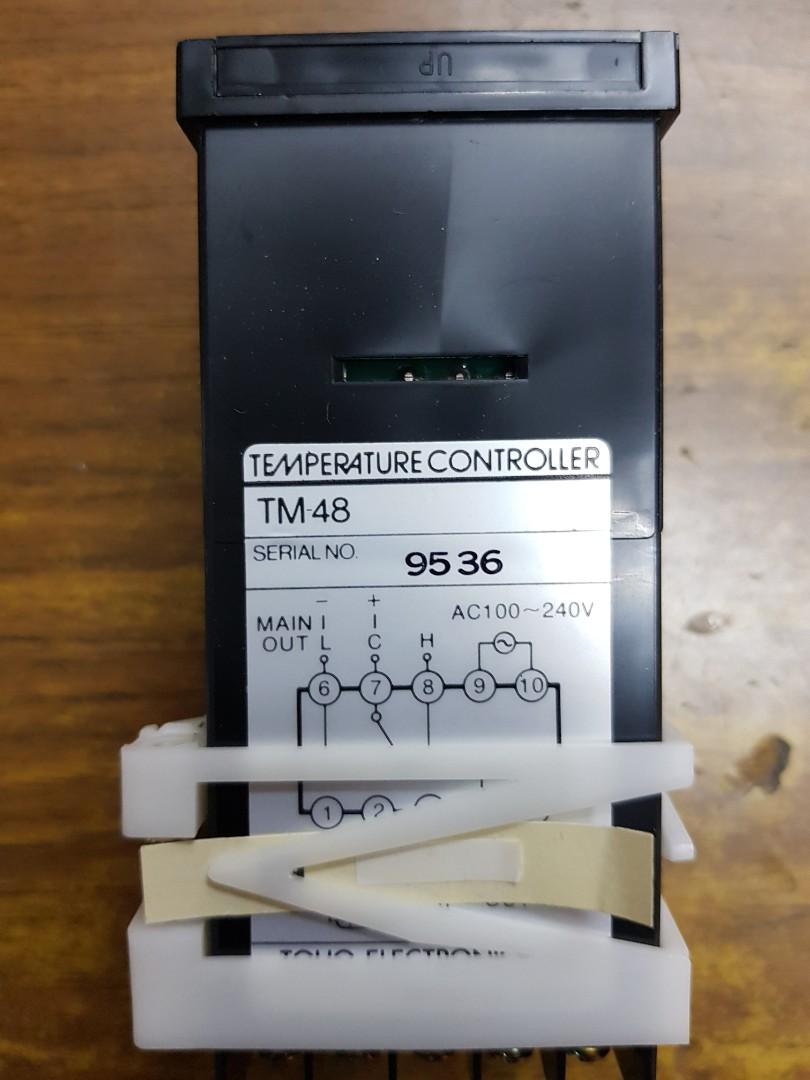 UP
TEMPERATURE CONTROLLER
TM-48
SERIAL NO. 9536
− + AC100~240V
MAIN I I
OUT L C H
6 7 8 9 10
1 2